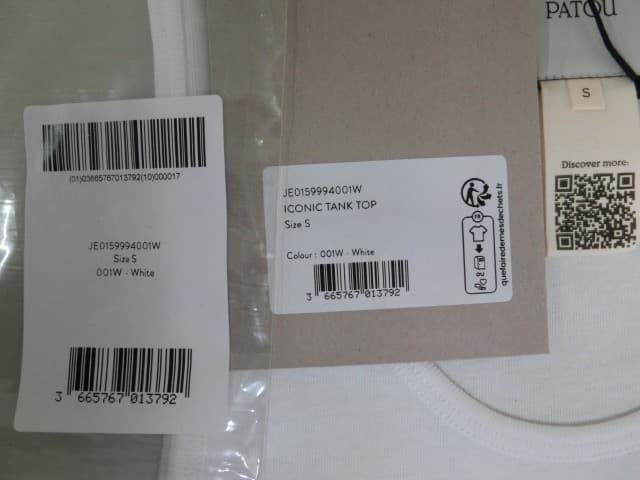 (01)03665767013792(10)000017
JE0159994001W
Size S
001W - White
3 665767 013792
JE0159994001W
ICONIC TANK TOP
Size S
Colour : 001W - White
3 665767 013792
FR
quefairedemesdechets.fr
PATOU
S
Discover more: